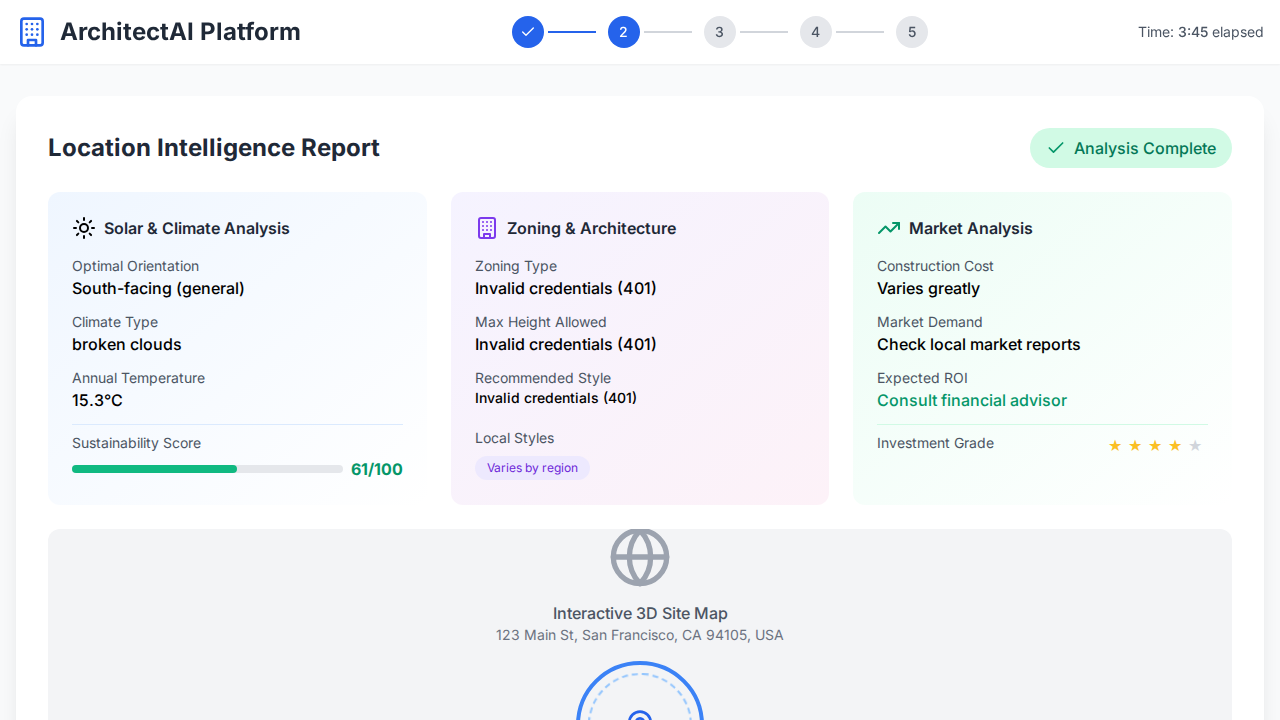 ArchitectAI Platform
2
3
4
5
Time: 3:45 elapsed
Location Intelligence Report
Analysis Complete
Solar & Climate Analysis
Optimal Orientation
South-facing (general)
Climate Type
broken clouds
Annual Temperature
15.3°C
Sustainability Score
61/100
Zoning & Architecture
Zoning Type
Invalid credentials (401)
Max Height Allowed
Invalid credentials (401)
Recommended Style
Invalid credentials (401)
Local Styles
Varies by region
Market Analysis
Construction Cost
Varies greatly
Market Demand
Check local market reports
Expected ROI
Consult financial advisor
Investment Grade
Interactive 3D Site Map
123 Main St, San Francisco, CA 94105, USA